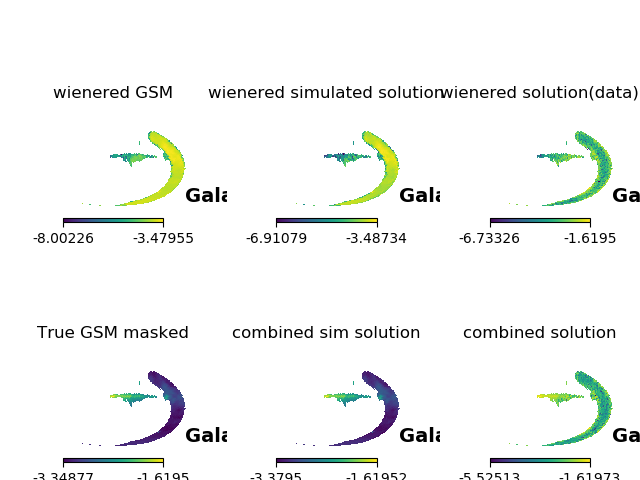 wienered GSM
wienered simulated solution
wienered solution(data)
Gala
Gala
Ga
-8.00226 -3.47955
-6.91079 -3.48734
-6.73326 -1.6195
True GSM masked
combined sim solution
combined solution
Gala
Gala
Ga
-3.34877 -1.6195
-3.3795 -1.61952
-5.52513 -1.61973